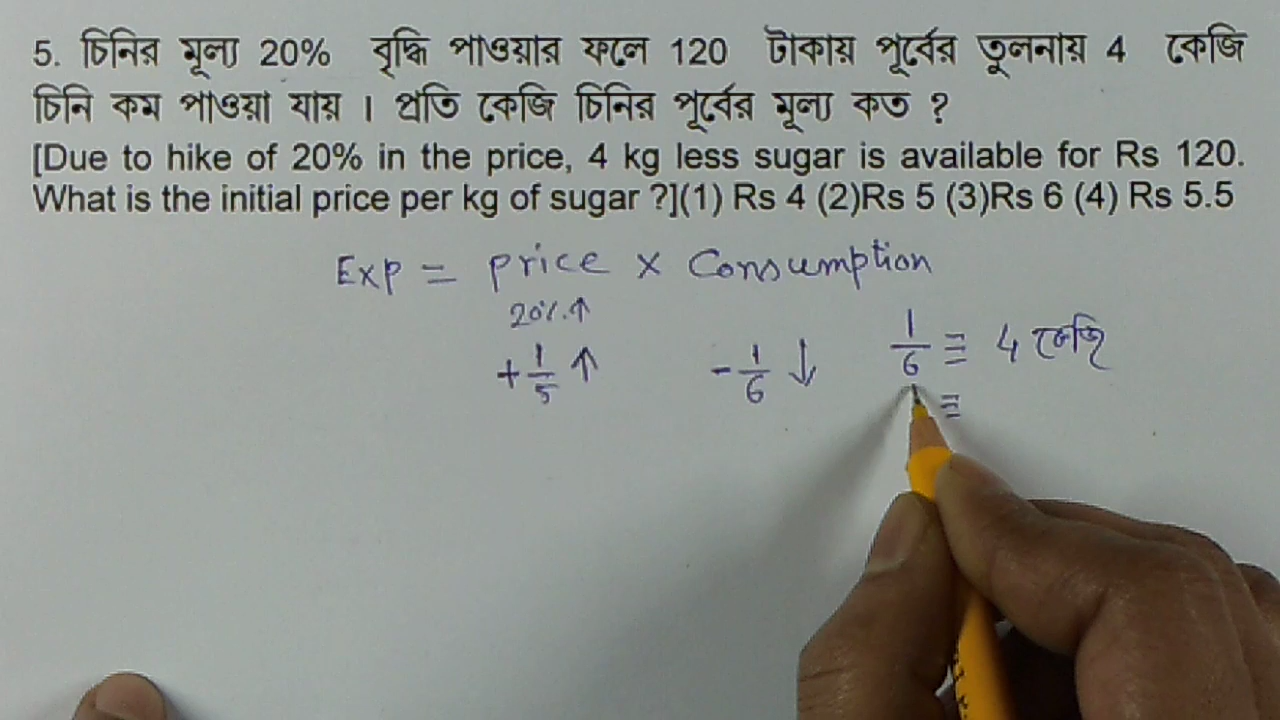 5. চিনির মূল্য 20% বৃদ্ধি পাওয়ার ফলে 120 টাকায় পূর্বের তুলনায় 4 কেজি
চিনি কম পাওয়া যায় । প্রতি কেজি চিনির পূর্বের মূল্য কত ?
[Due to hike of 20% in the price, 4 kg less sugar is available for Rs 120.
What is the initial price per kg of sugar ?](1) Rs 4 (2)Rs 5 (3)Rs 6 (4) Rs 5.5
Exp = price × Consumption
20%↑
+1/5 ↑ -1/6 ↓ 1/6 ≡ 4 কেজি
1 ≡